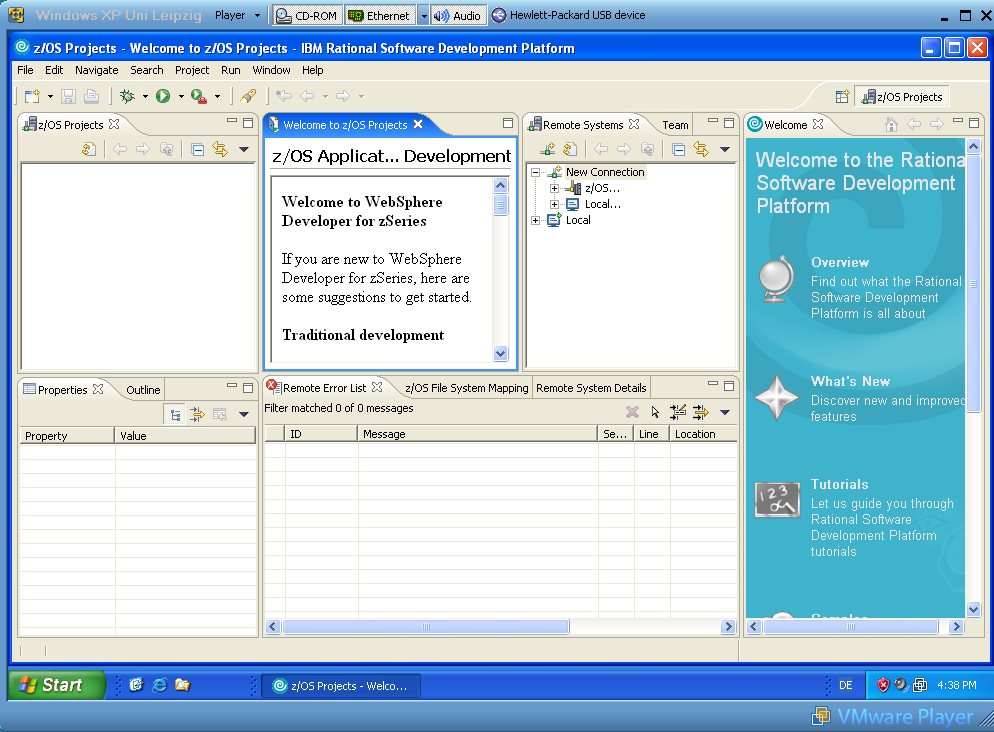 Windows XP Uni Leipzig Player CD-ROM Ethernet Audio Hewlett-Packard USB device
z/OS Projects - Welcome to z/OS Projects - IBM Rational Software Development Platform
File Edit Navigate Search Project Run Window Help
z/OS Projects
z/OS Projects
Welcome to z/OS Projects
z/OS Applicat... Development
Welcome to WebSphere
Developer for zSeries
If you are new to WebSphere
Developer for zSeries, here are
some suggestions to get started.
Traditional development
Remote Systems Team
New Connection
z/OS...
Local...
Local
Welcome
Welcome to the Rationa
Software Development
Platform
Overview
Find out what the Rational
Software Development
Platform is all about
What's New
Discover new and improved
features
Tutorials
Let us guide you through
Rational Software
Development Platform
tutorials
Samples
Properties Outline
Property Value
Remote Error List z/OS File System Mapping Remote System Details
Filter matched 0 of 0 messages
ID Message Se... Line Location
Start z/OS Projects - Welco... DE 4:38 PM
VMware Player